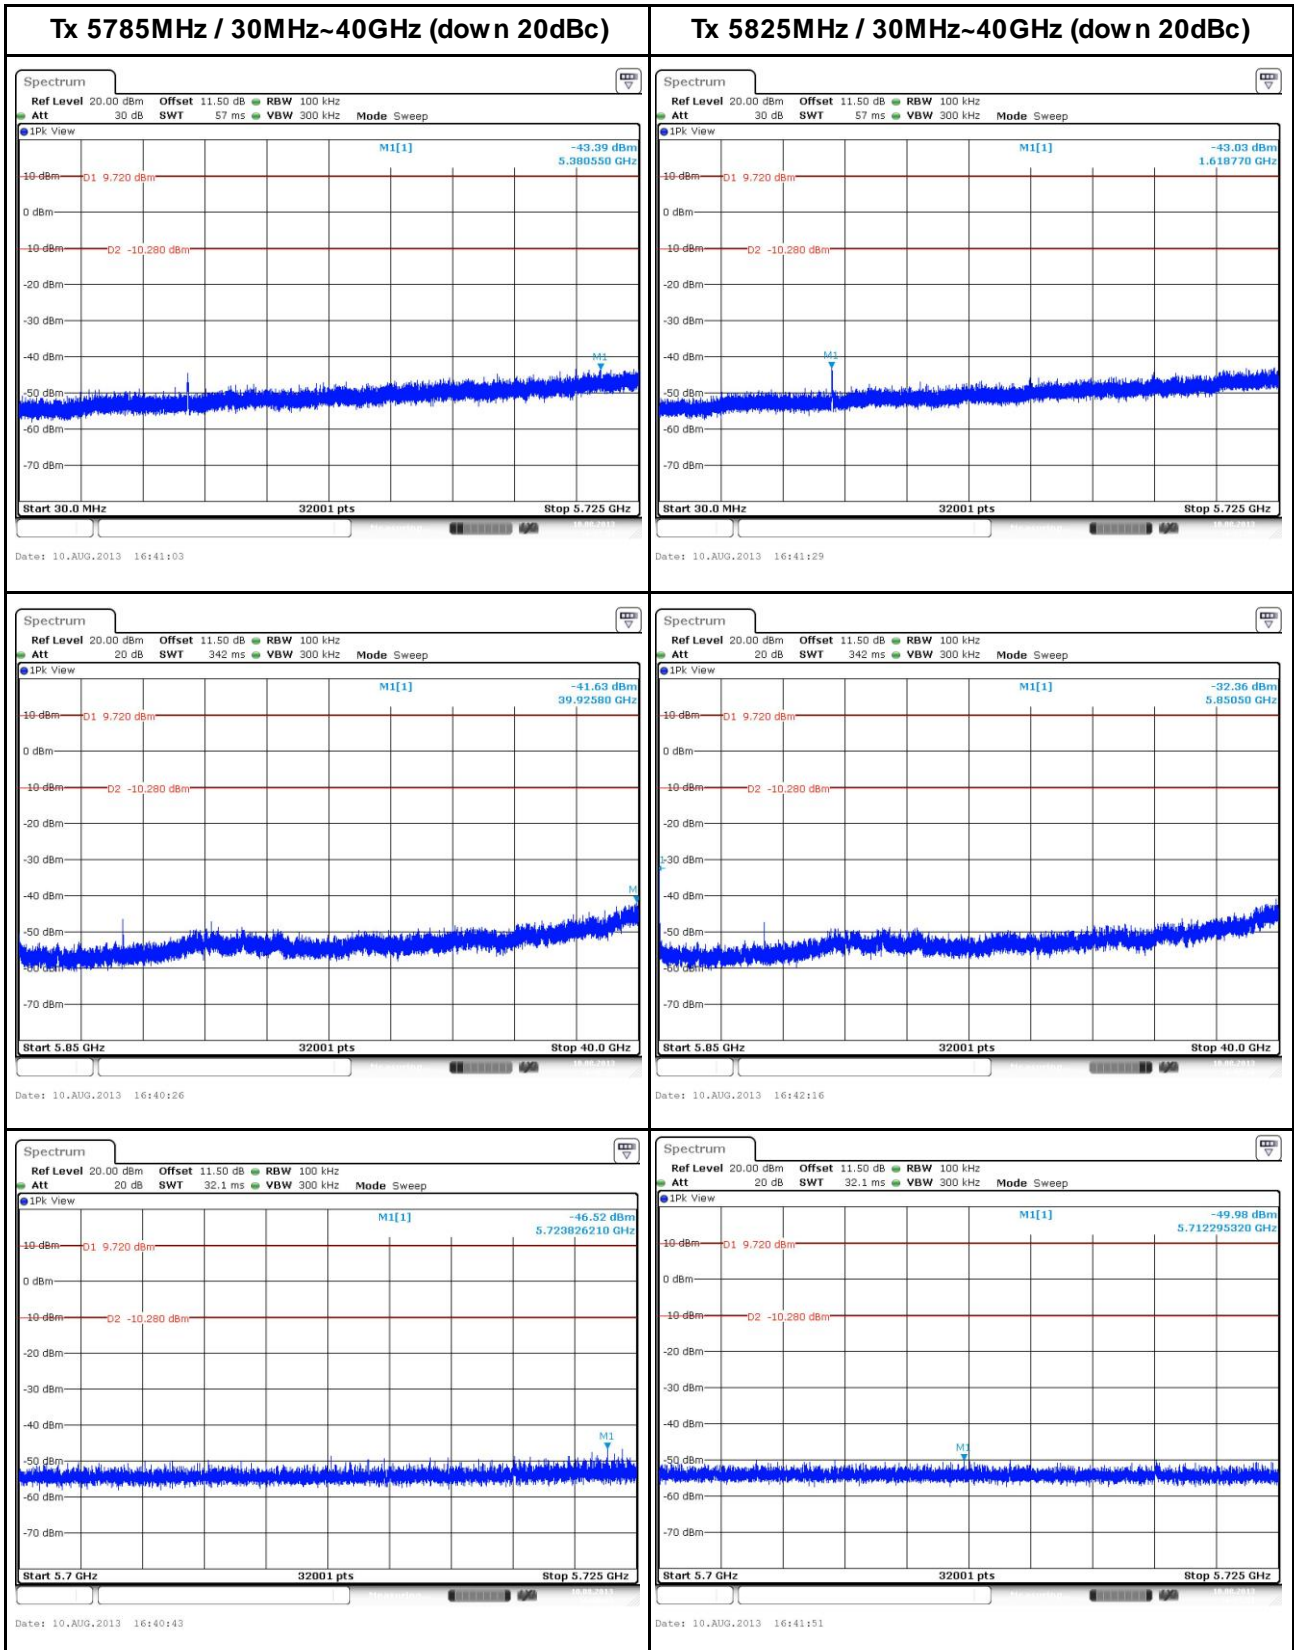 Tx 5785MHz / 30MHz~40GHz (down 20dBc)
Tx 5825MHz / 30MHz~40GHz (down 20dBc)
Spectrum
Ref Level 20.00 dBm Offset 11.50 dB RBW 100 kHz
Att 30 dB SWT 57 ms VBW 300 kHz Mode Sweep
1Pk View
M1[1] -43.39 dBm
5.380550 GHz
10 dBm
D1 9.720 dBm
0 dBm
-10 dBm
D2 -10.280 dBm
-20 dBm
-30 dBm
-40 dBm
M1
-50 dBm
-60 dBm
-70 dBm
Start 30.0 MHz 32001 pts Stop 5.725 GHz
Date: 10.AUG.2013 16:41:03
Spectrum
Ref Level 20.00 dBm Offset 11.50 dB RBW 100 kHz
Att 30 dB SWT 57 ms VBW 300 kHz Mode Sweep
1Pk View
M1[1] -43.03 dBm
1.618770 GHz
10 dBm
D1 9.720 dBm
0 dBm
-10 dBm
D2 -10.280 dBm
-20 dBm
-30 dBm
-40 dBm
M1
-50 dBm
-60 dBm
-70 dBm
Start 30.0 MHz 32001 pts Stop 5.725 GHz
Date: 10.AUG.2013 16:41:29
Spectrum
Ref Level 20.00 dBm Offset 11.50 dB RBW 100 kHz
Att 20 dB SWT 342 ms VBW 300 kHz Mode Sweep
1Pk View
M1[1] -41.63 dBm
39.92580 GHz
10 dBm
D1 9.720 dBm
0 dBm
-10 dBm
D2 -10.280 dBm
-20 dBm
-30 dBm
-40 dBm
M
-50 dBm
-60 dBm
-70 dBm
Start 5.85 GHz 32001 pts Stop 40.0 GHz
Date: 10.AUG.2013 16:40:26
Spectrum
Ref Level 20.00 dBm Offset 11.50 dB RBW 100 kHz
Att 20 dB SWT 342 ms VBW 300 kHz Mode Sweep
1Pk View
M1[1] -32.36 dBm
5.85050 GHz
10 dBm
D1 9.720 dBm
0 dBm
-10 dBm
D2 -10.280 dBm
-20 dBm
-30 dBm
-40 dBm
-50 dBm
-60 dBm
-70 dBm
Start 5.85 GHz 32001 pts Stop 40.0 GHz
Date: 10.AUG.2013 16:42:16
Spectrum
Ref Level 20.00 dBm Offset 11.50 dB RBW 100 kHz
Att 20 dB SWT 32.1 ms VBW 300 kHz Mode Sweep
1Pk View
M1[1] -46.52 dBm
5.723826210 GHz
10 dBm
D1 9.720 dBm
0 dBm
-10 dBm
D2 -10.280 dBm
-20 dBm
-30 dBm
-40 dBm
M1
-50 dBm
-60 dBm
-70 dBm
Start 5.7 GHz 32001 pts Stop 5.725 GHz
Date: 10.AUG.2013 16:40:43
Spectrum
Ref Level 20.00 dBm Offset 11.50 dB RBW 100 kHz
Att 20 dB SWT 32.1 ms VBW 300 kHz Mode Sweep
1Pk View
M1[1] -49.98 dBm
5.712295320 GHz
10 dBm
D1 9.720 dBm
0 dBm
-10 dBm
D2 -10.280 dBm
-20 dBm
-30 dBm
-40 dBm
M1
-50 dBm
-60 dBm
-70 dBm
Start 5.7 GHz 32001 pts Stop 5.725 GHz
Date: 10.AUG.2013 16:41:51